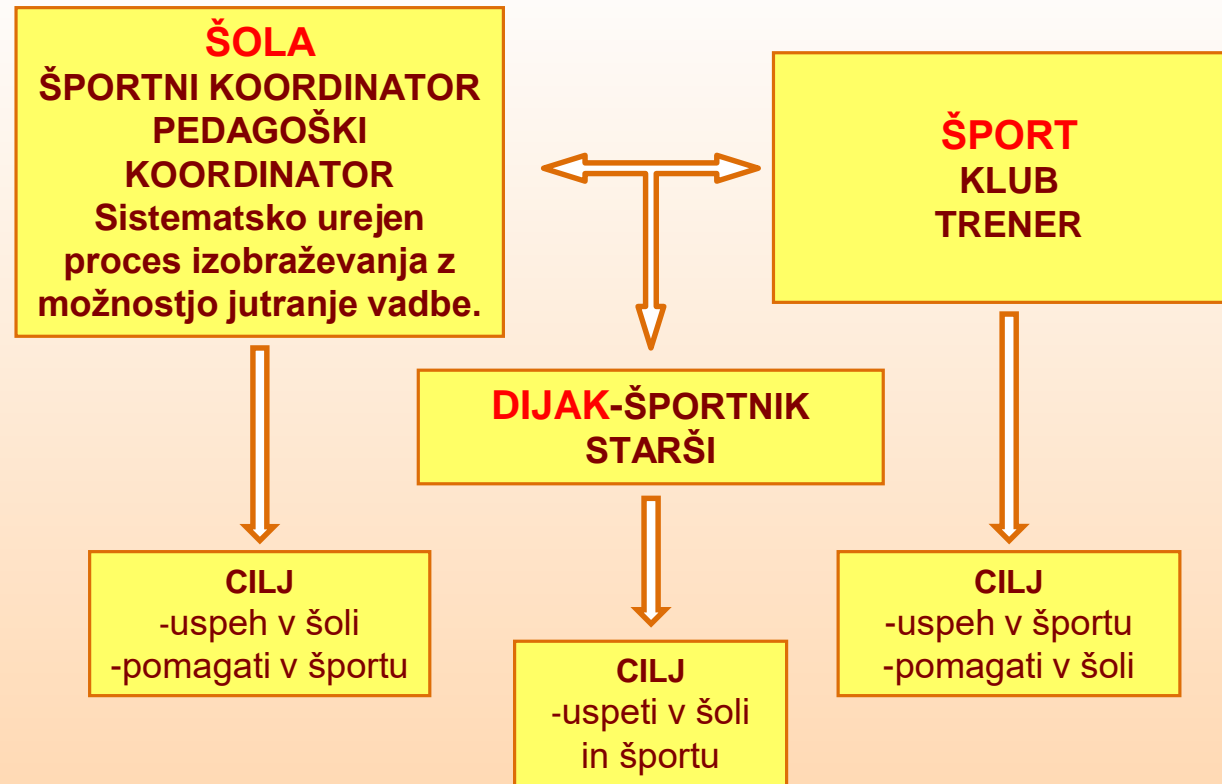 ŠOLA
ŠPORTNI KOORDINATOR
PEDAGOŠKI
KOORDINATOR
Sistematsko urejen
proces izobraževanja z
možnostjo jutranje vadbe.
ŠPORT
KLUB
TRENER
DIJAK-ŠPORTNIK
STARŠI
CILJ
-uspeh v šoli
-pomagati v športu
CILJ
-uspeti v šoli
in športu
CILJ
-uspeh v športu
-pomagati v šoli